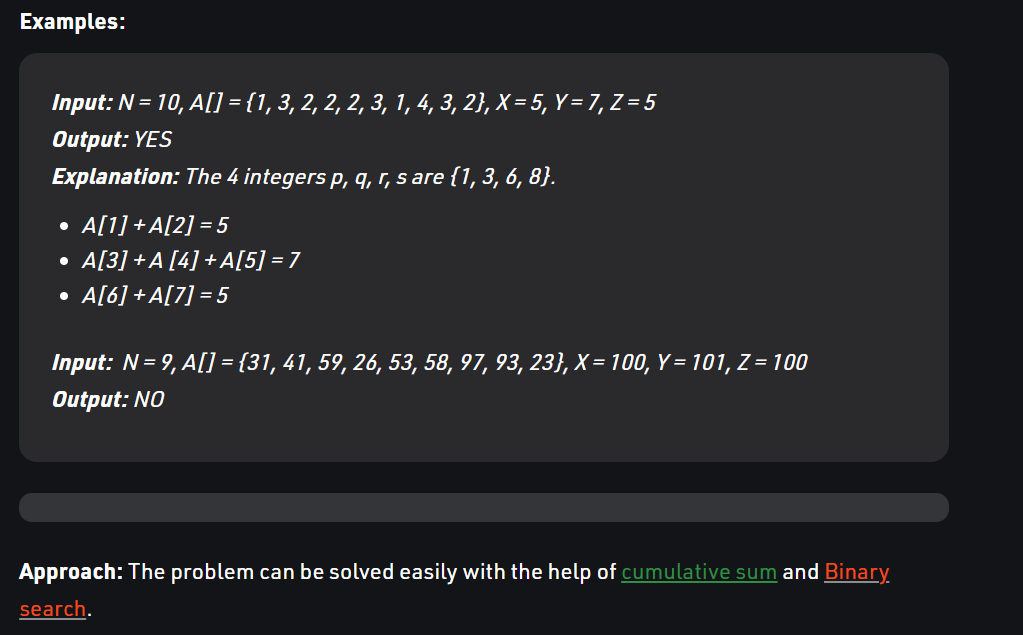 Examples:
Input: N = 10, A[] = {1, 3, 2, 2, 2, 3, 1, 4, 3, 2}, X = 5, Y = 7, Z = 5
Output: YES
Explanation: The 4 integers p, q, r, s are {1, 3, 6, 8}.
• A[1] + A[2] = 5
• A[3] + A [4] + A[5] = 7
• A[6] + A[7] = 5
Input: N = 9, A[] = {31, 41, 59, 26, 53, 58, 97, 93, 23}, X = 100, Y = 101, Z = 100
Output: NO
Approach: The problem can be solved easily with the help of cumulative sum and Binary
search.